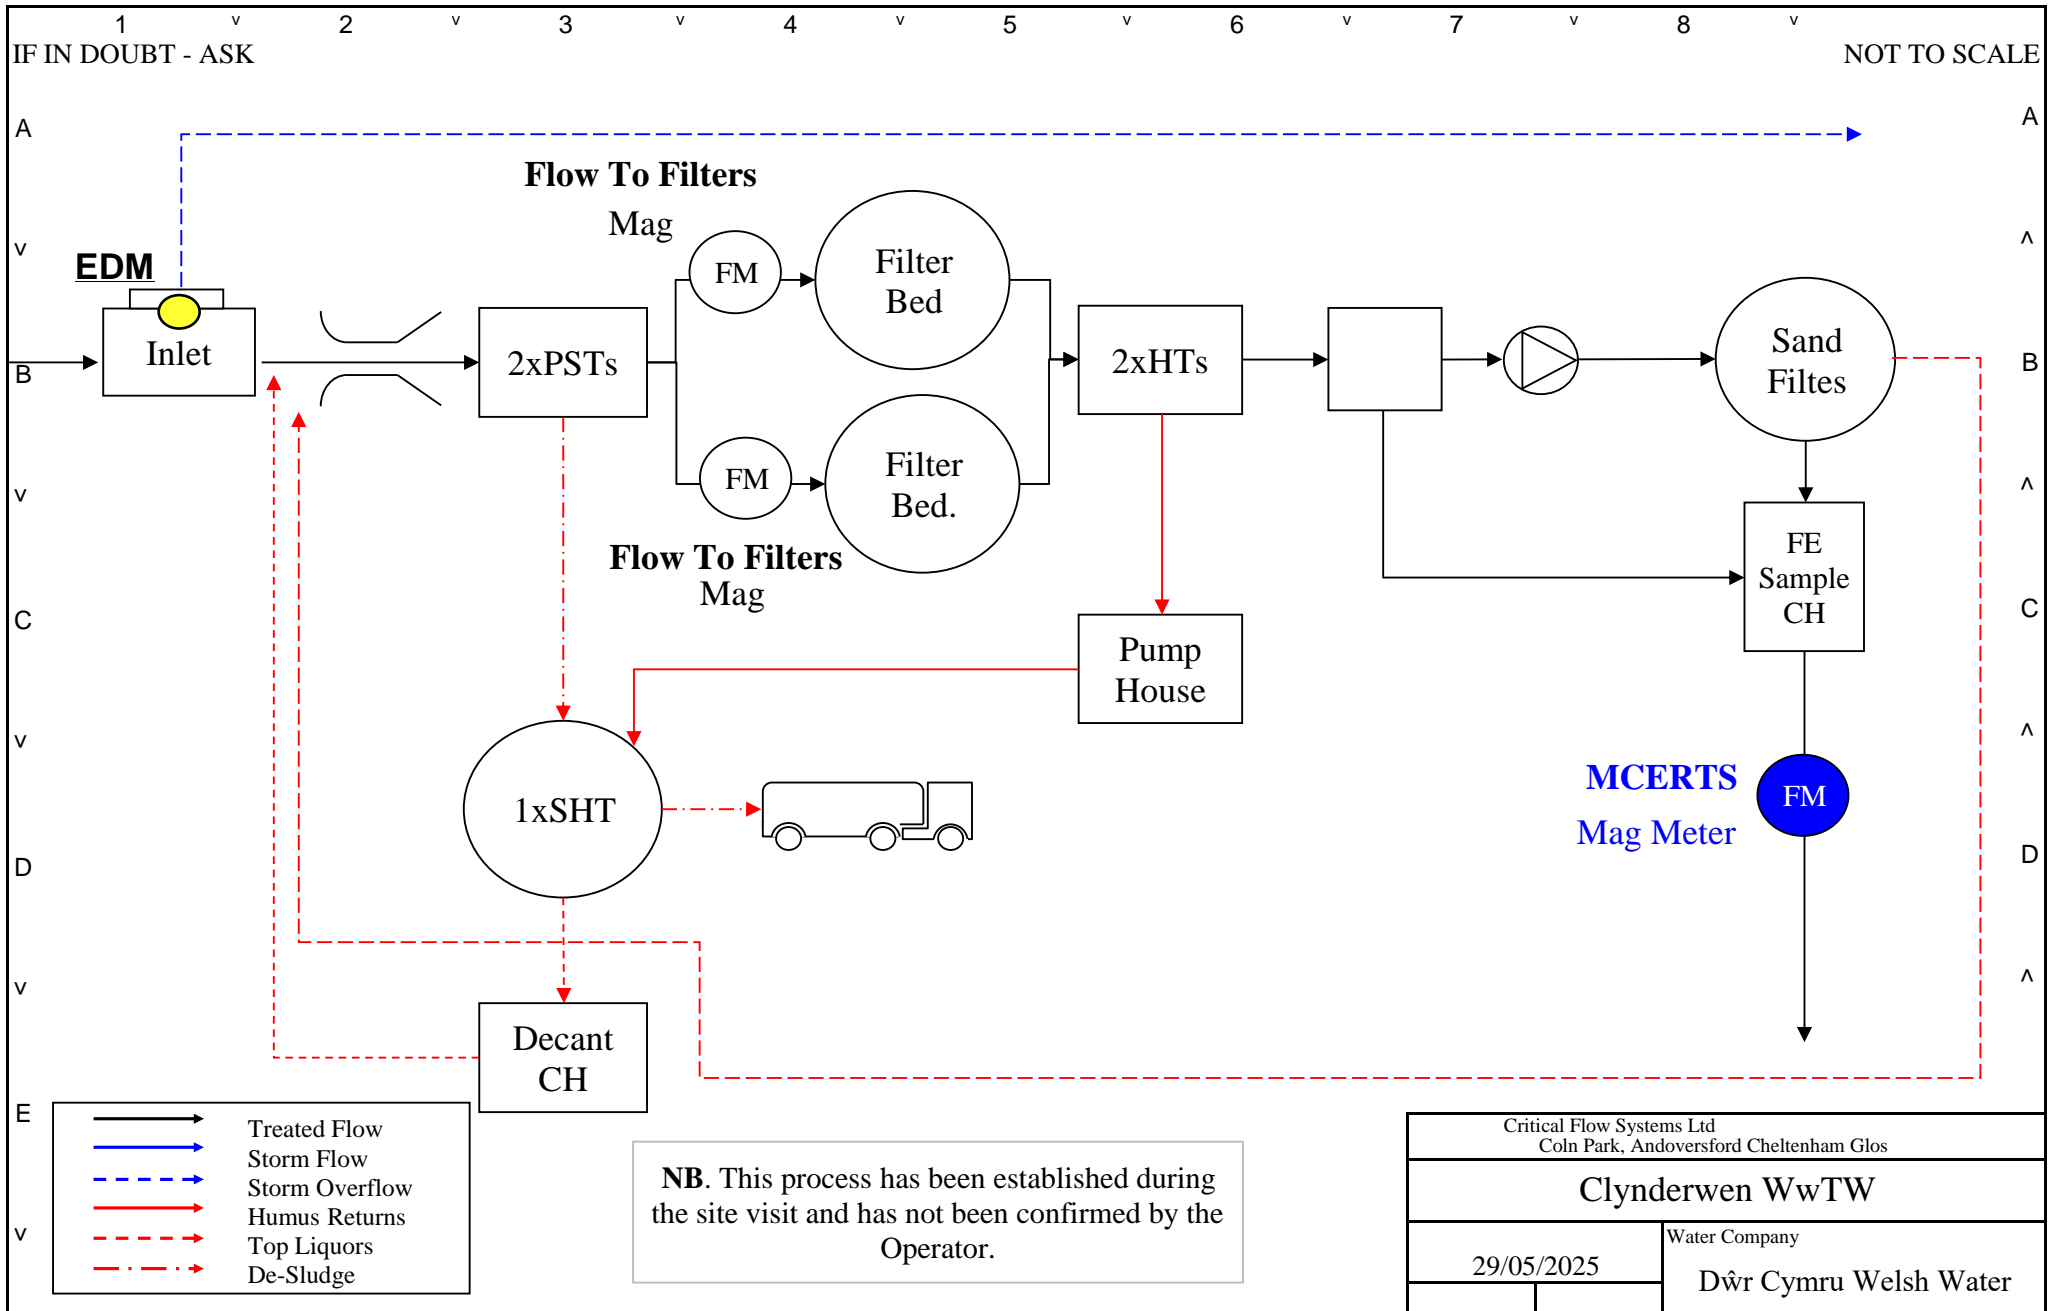 1 v 2 v 3 v 4 v 5 v 6 v 7 v 8 v
IF IN DOUBT - ASK
NOT TO SCALE
A
A
Flow To Filters
Mag
v
^
EDM
FM
Filter
Bed
Inlet
2xPSTs
2xHTs
Sand
Filtes
B
B
FM
Filter
Bed.
v
^
Flow To Filters
Mag
FE
Sample
CH
C
C
Pump
House
v
^
MCERTS
Mag Meter
FM
1xSHT
D
D
v
^
Decant
CH
E
v
Treated Flow
Storm Flow
Storm Overflow
Humus Returns
Top Liquors
De-Sludge
NB. This process has been established during
the site visit and has not been confirmed by the
Operator.
Critical Flow Systems Ltd
Coln Park, Andoversford Cheltenham Glos
Clynderwen WwTW
29/05/2025
Water Company
Dŵr Cymru Welsh Water